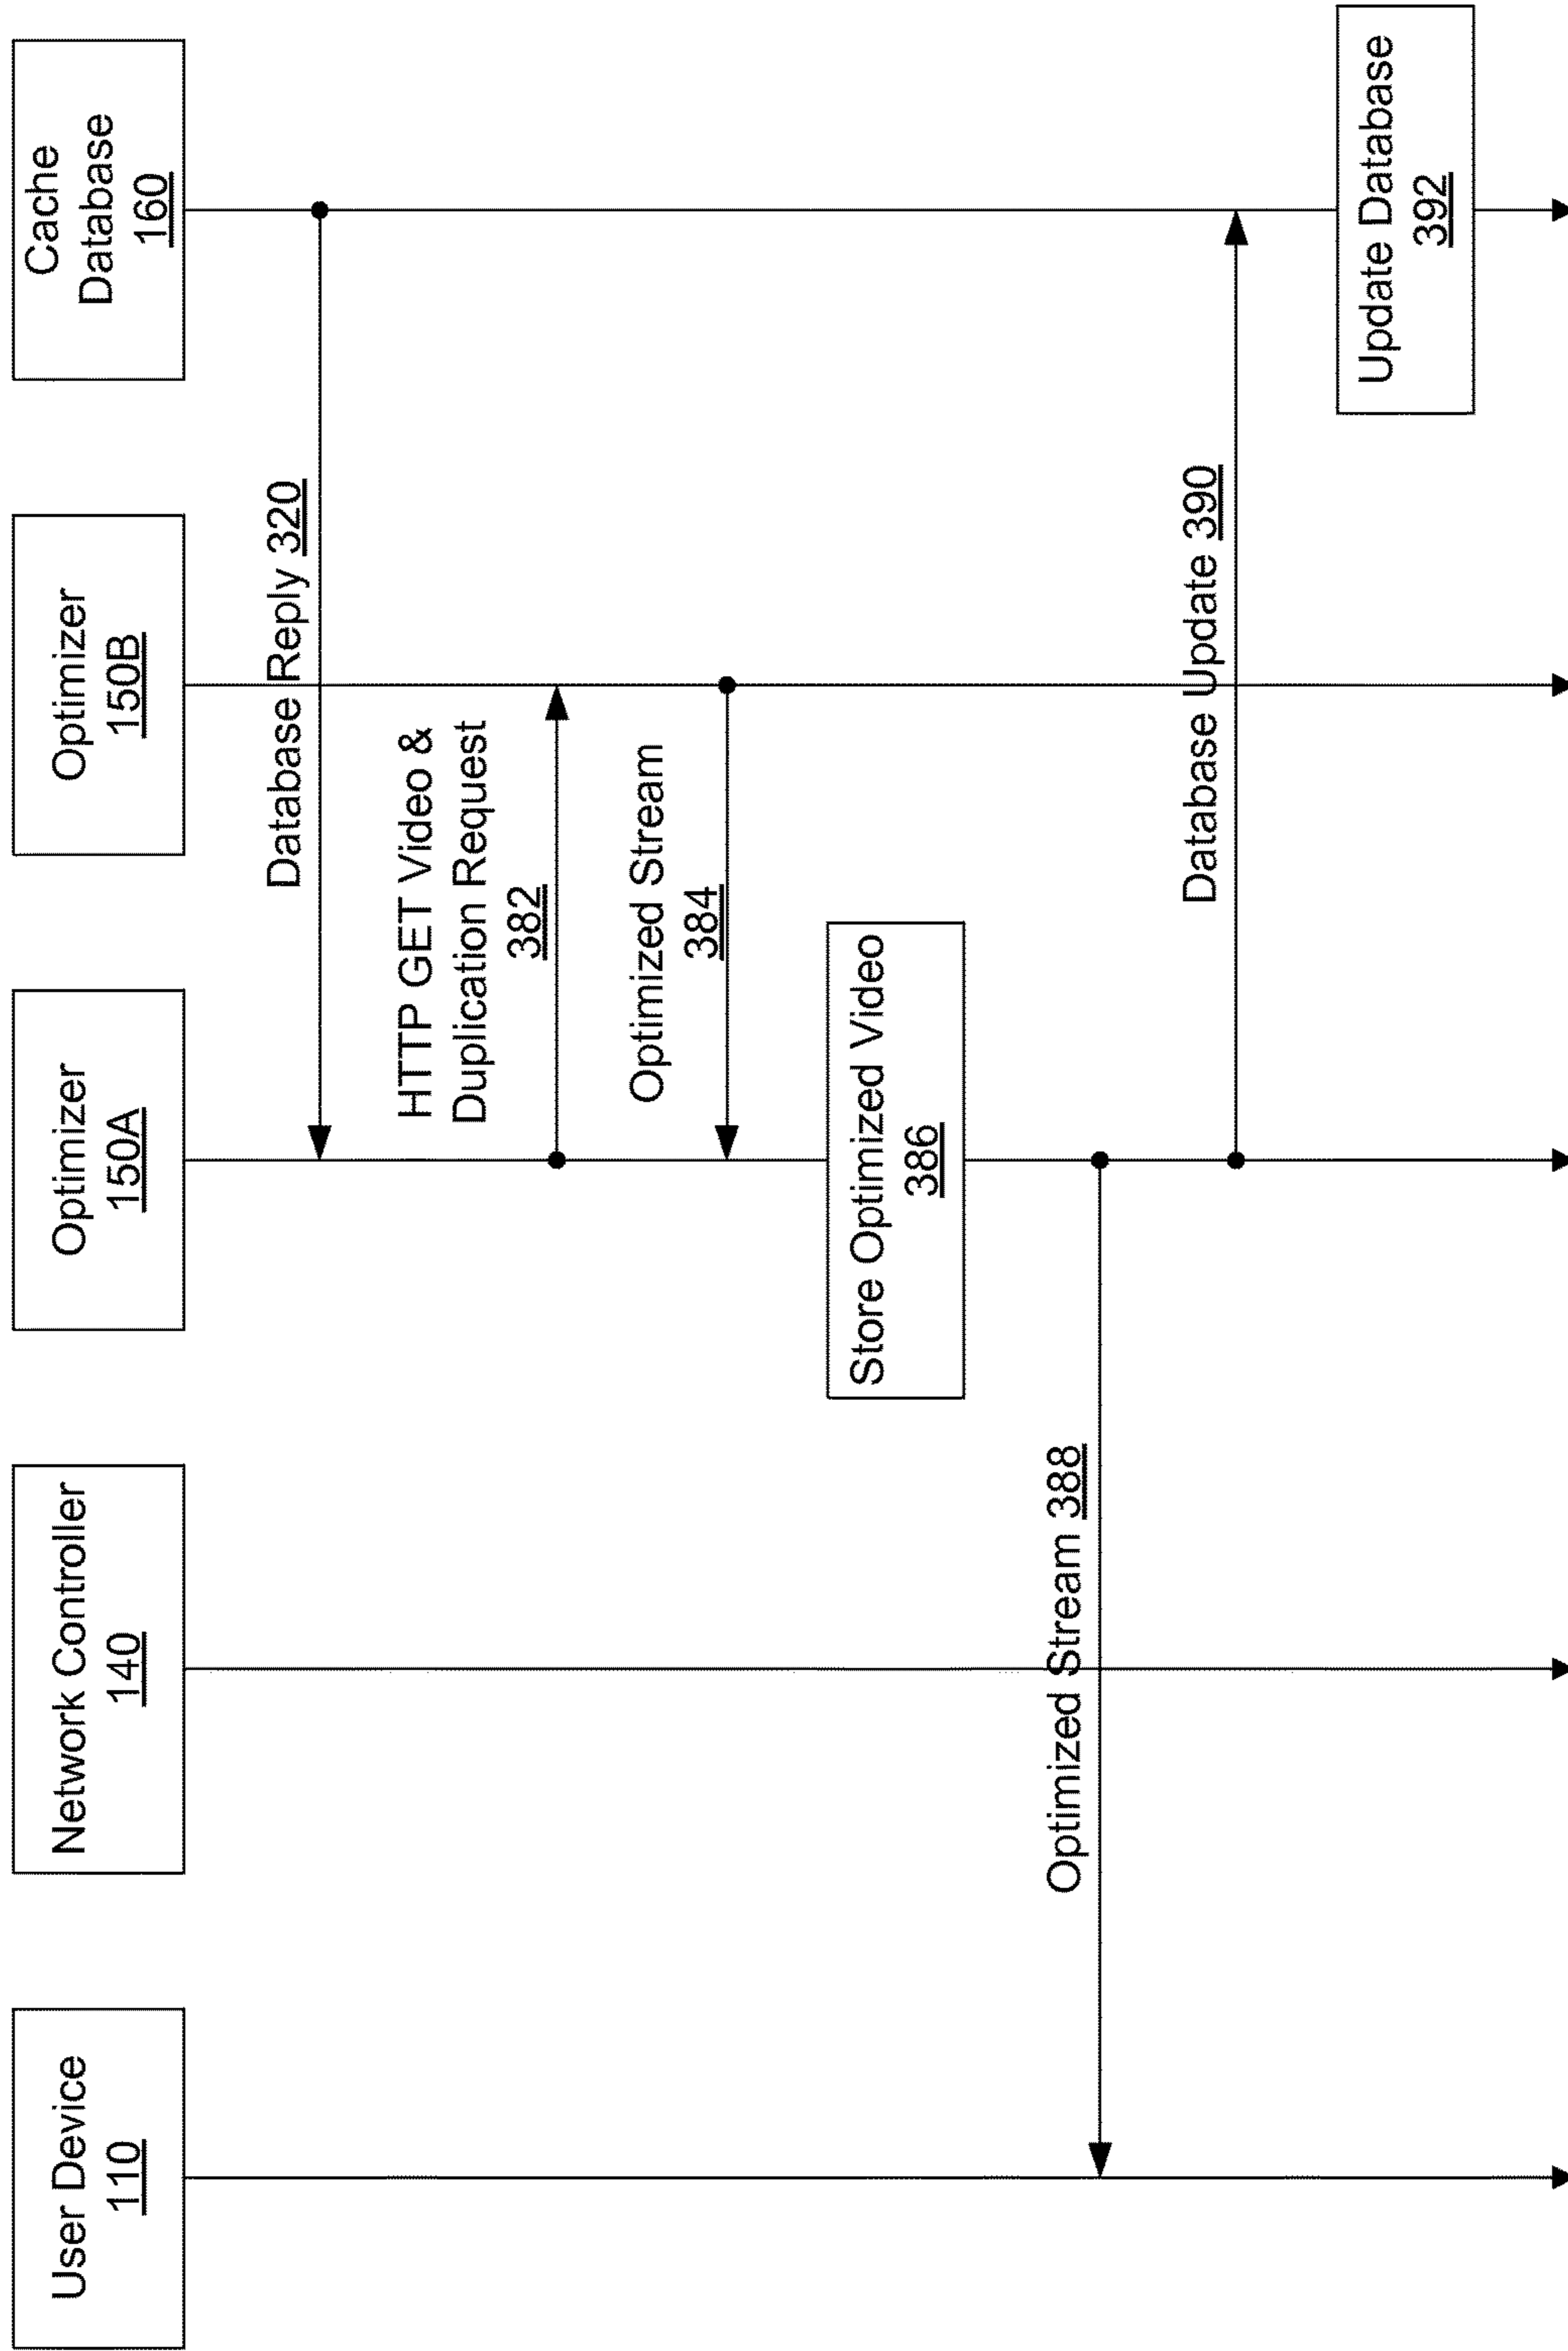 User Device
110
Network Controller
140
Optimizer
150A
Optimizer
150B
Cache
Database
160
Database Reply 320
HTTP GET Video &
Duplication Request
382
Optimized Stream
384
Store Optimized Video
386
Optimized Stream 388
Database Update 390
Update Database
392